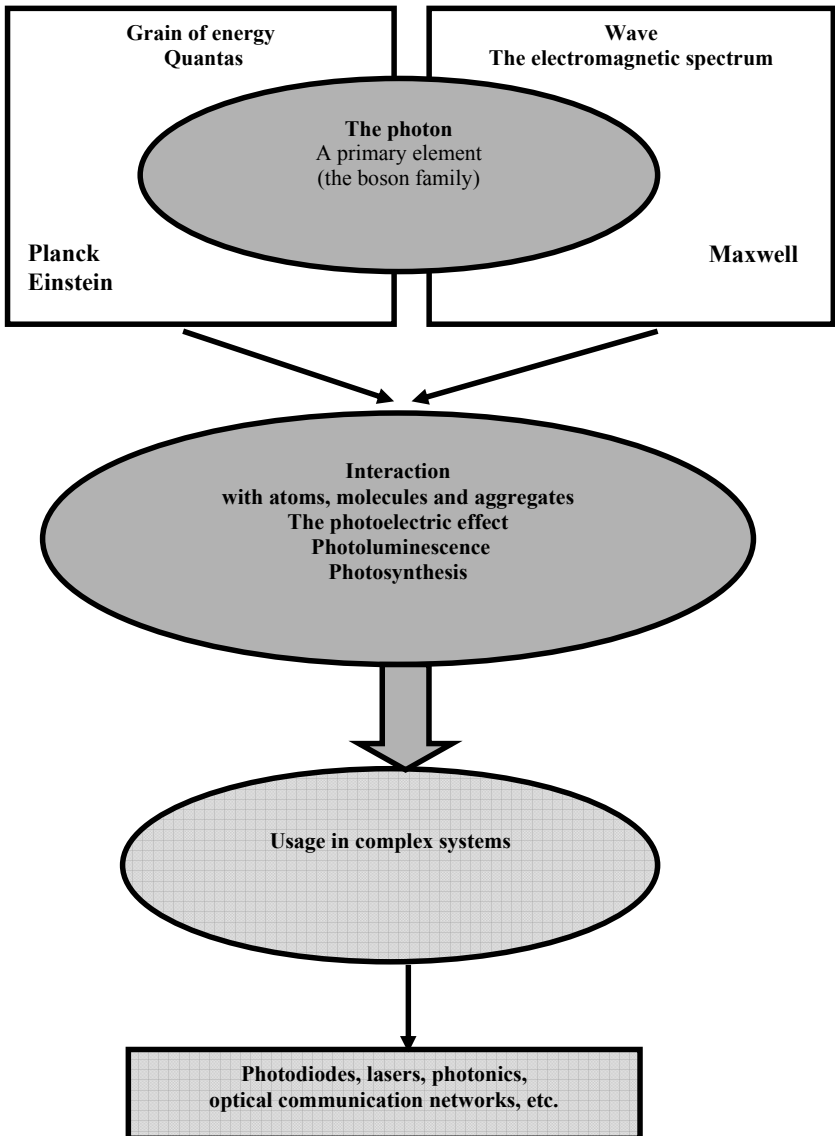 Grain of energy
Quantas
Wave
The electromagnetic spectrum
The photon
A primary element
(the boson family)
Planck
Einstein
Maxwell
Interaction
with atoms, molecules and aggregates
The photoelectric effect
Photoluminescence
Photosynthesis
Usage in complex systems
Photodiodes, lasers, photonics,
optical communication networks, etc.